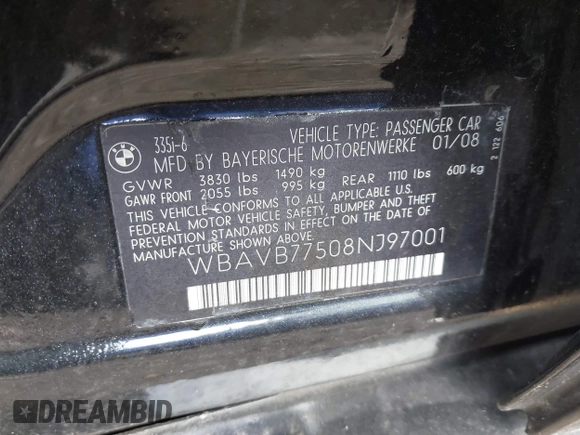 BMW
335i-6
VEHICLE TYPE: PASSENGER CAR
MFD BY BAYERISCHE MOTORENWERKE 01/08
GVWR 3830 lbs 1490 kg
GAWR FRONT 2055 lbs 995 kg REAR 1110 lbs 600 kg
THIS VEHICLE CONFORMS TO ALL APPLICABLE U.S.
FEDERAL MOTOR VEHICLE SAFETY, BUMPER AND THEFT
PREVENTION STANDARDS IN EFFECT ON THE DATE OF
MANUFACTURE SHOWN ABOVE.
WBAVB77508NJ97001
2 122 606
DREAMBID